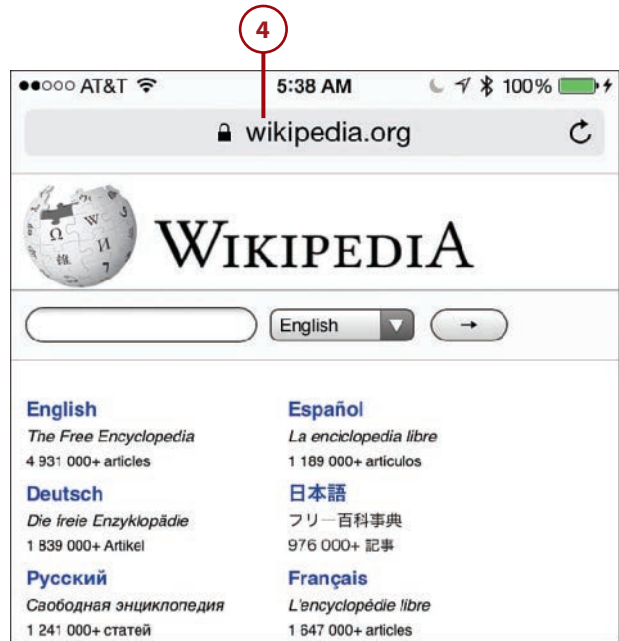 4
●●○○○ AT&T 5:38 AM 100%
wikipedia.org
Ω W И 維 7
WIKIPEDIA
English →
English
The Free Encyclopedia
4 931 000+ articles
Español
La enciclopedia libre
1 189 000+ artículos
Deutsch
Die freie Enzyklopädie
1 839 000+ Artikel
日本語
フリー百科事典
976 000+ 記事
Русский
Свободная энциклопедия
1 241 000+ статей
Français
L'encyclopédie libre
1 647 000+ articles